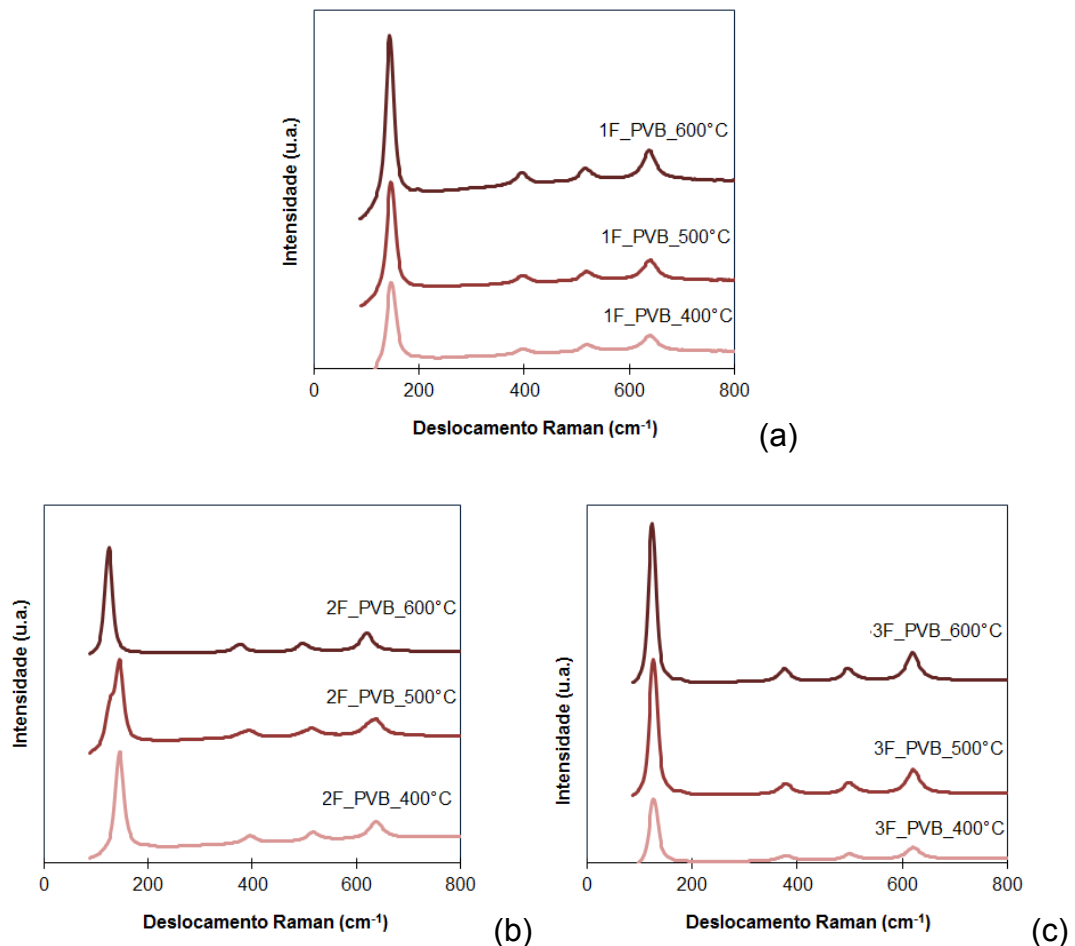 Intensidade (u.a.)
1F_PVB_600°C
1F_PVB_500°C
1F_PVB_400°C
0 200 400 600 800
Deslocamento Raman (cm-1)
(a)
Intensidade (u.a.)
2F_PVB_600°C
2F_PVB_500°C
2F_PVB_400°C
0 200 400 600 800
Deslocamento Raman (cm-1)
(b)
Intensidade (u.a.)
3F_PVB_600°C
3F_PVB_500°C
3F_PVB_400°C
0 200 400 600 800
Deslocamento Raman (cm-1)
(c)